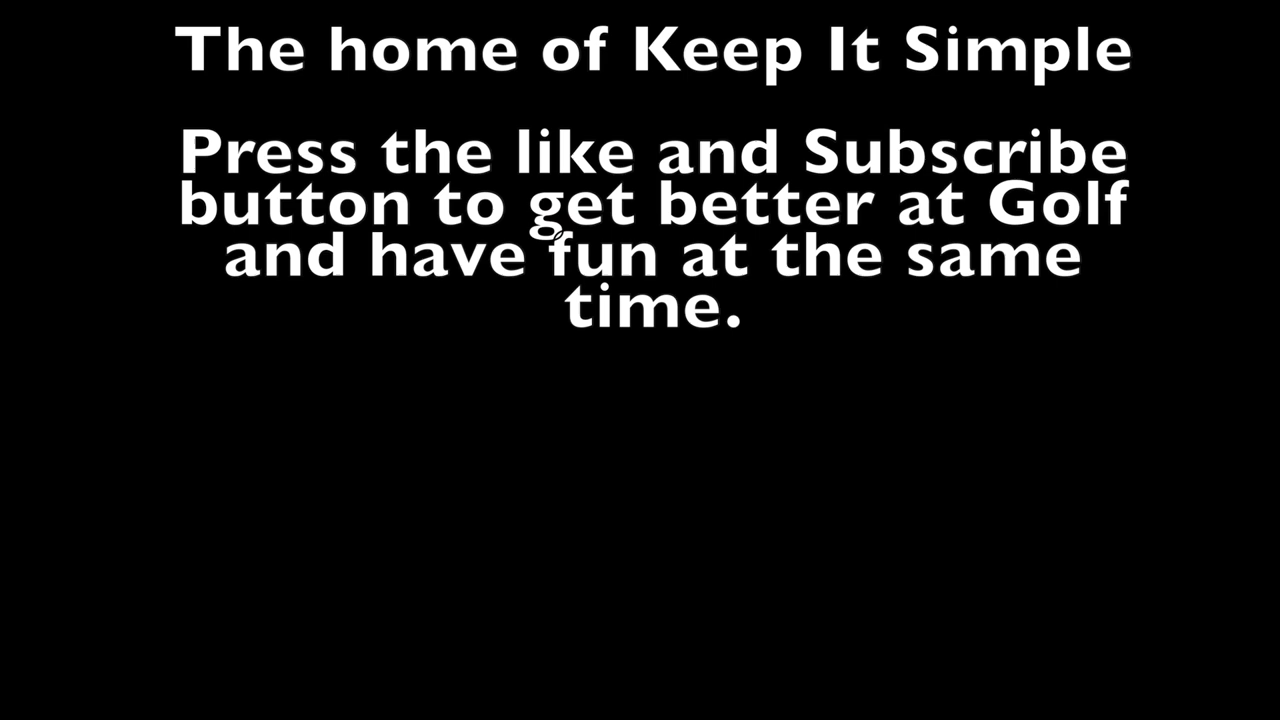 The home of Keep It Simple
Press the like and Subscribe
button to get better at Golf
and have fun at the same
time.